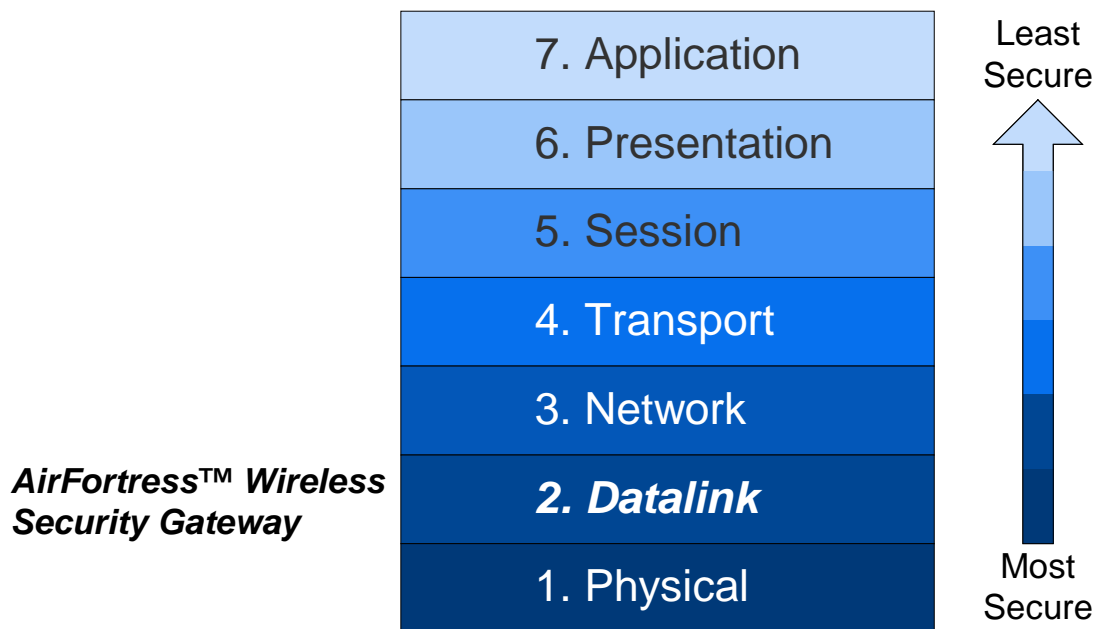 7. Application
6. Presentation
5. Session
4. Transport
3. Network
2. Datalink
1. Physical
AirFortress™ Wireless
Security Gateway
Least
Secure
Most
Secure